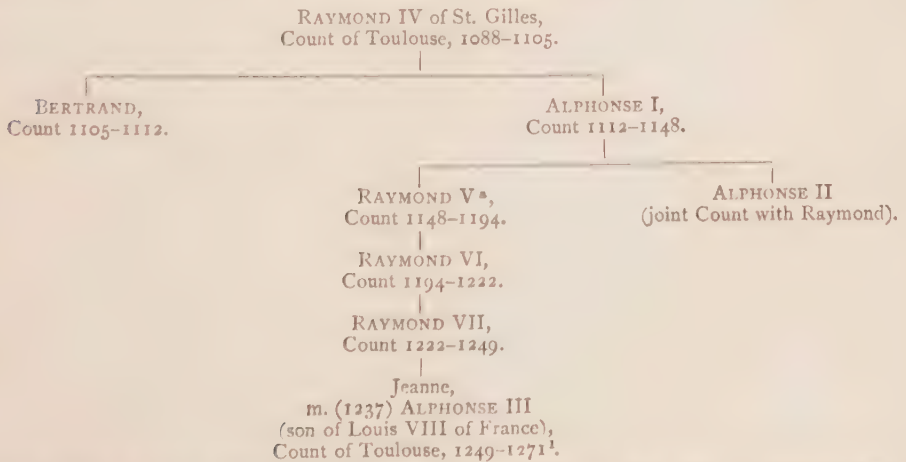 RAYMOND IV of St. Gilles,
Count of Toulouse, 1088–1105.
BERTRAND,
Count 1105–1112.
ALPHONSE I,
Count 1112–1148.
RAYMOND Vᵃ,
Count 1148–1194.
ALPHONSE II
(joint Count with Raymond).
RAYMOND VI,
Count 1194–1222.
RAYMOND VII,
Count 1222–1249.
Jeanne,
m. (1237) ALPHONSE III
(son of Louis VIII of France),
Count of Toulouse, 1249–1271¹.